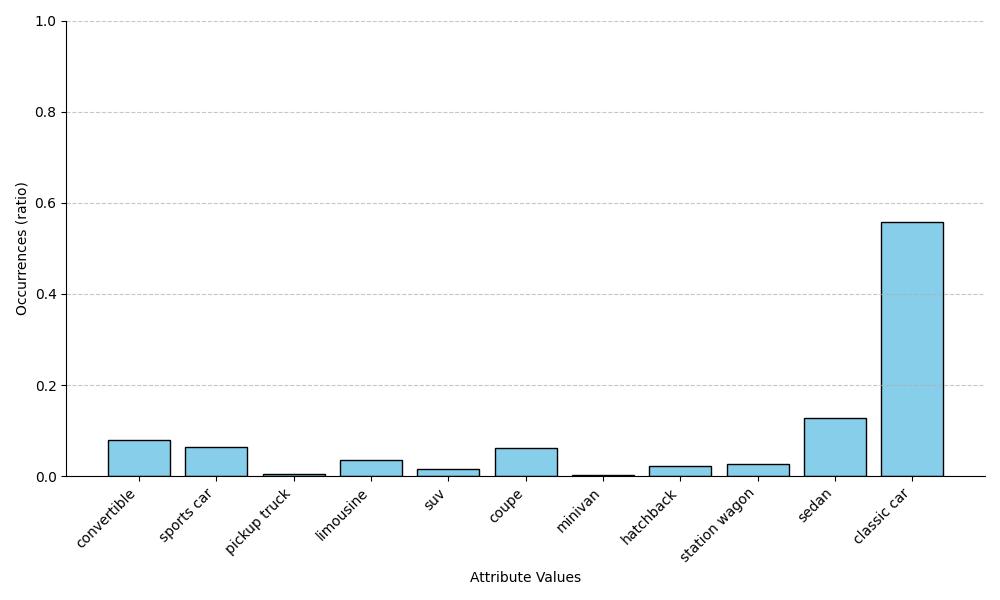 1.0
0.8
0.6
0.4
0.2
0.0
Occurrences (ratio)
convertible
sports car
pickup truck
limousine
suv
coupe
minivan
hatchback
station wagon
sedan
classic car
Attribute Values